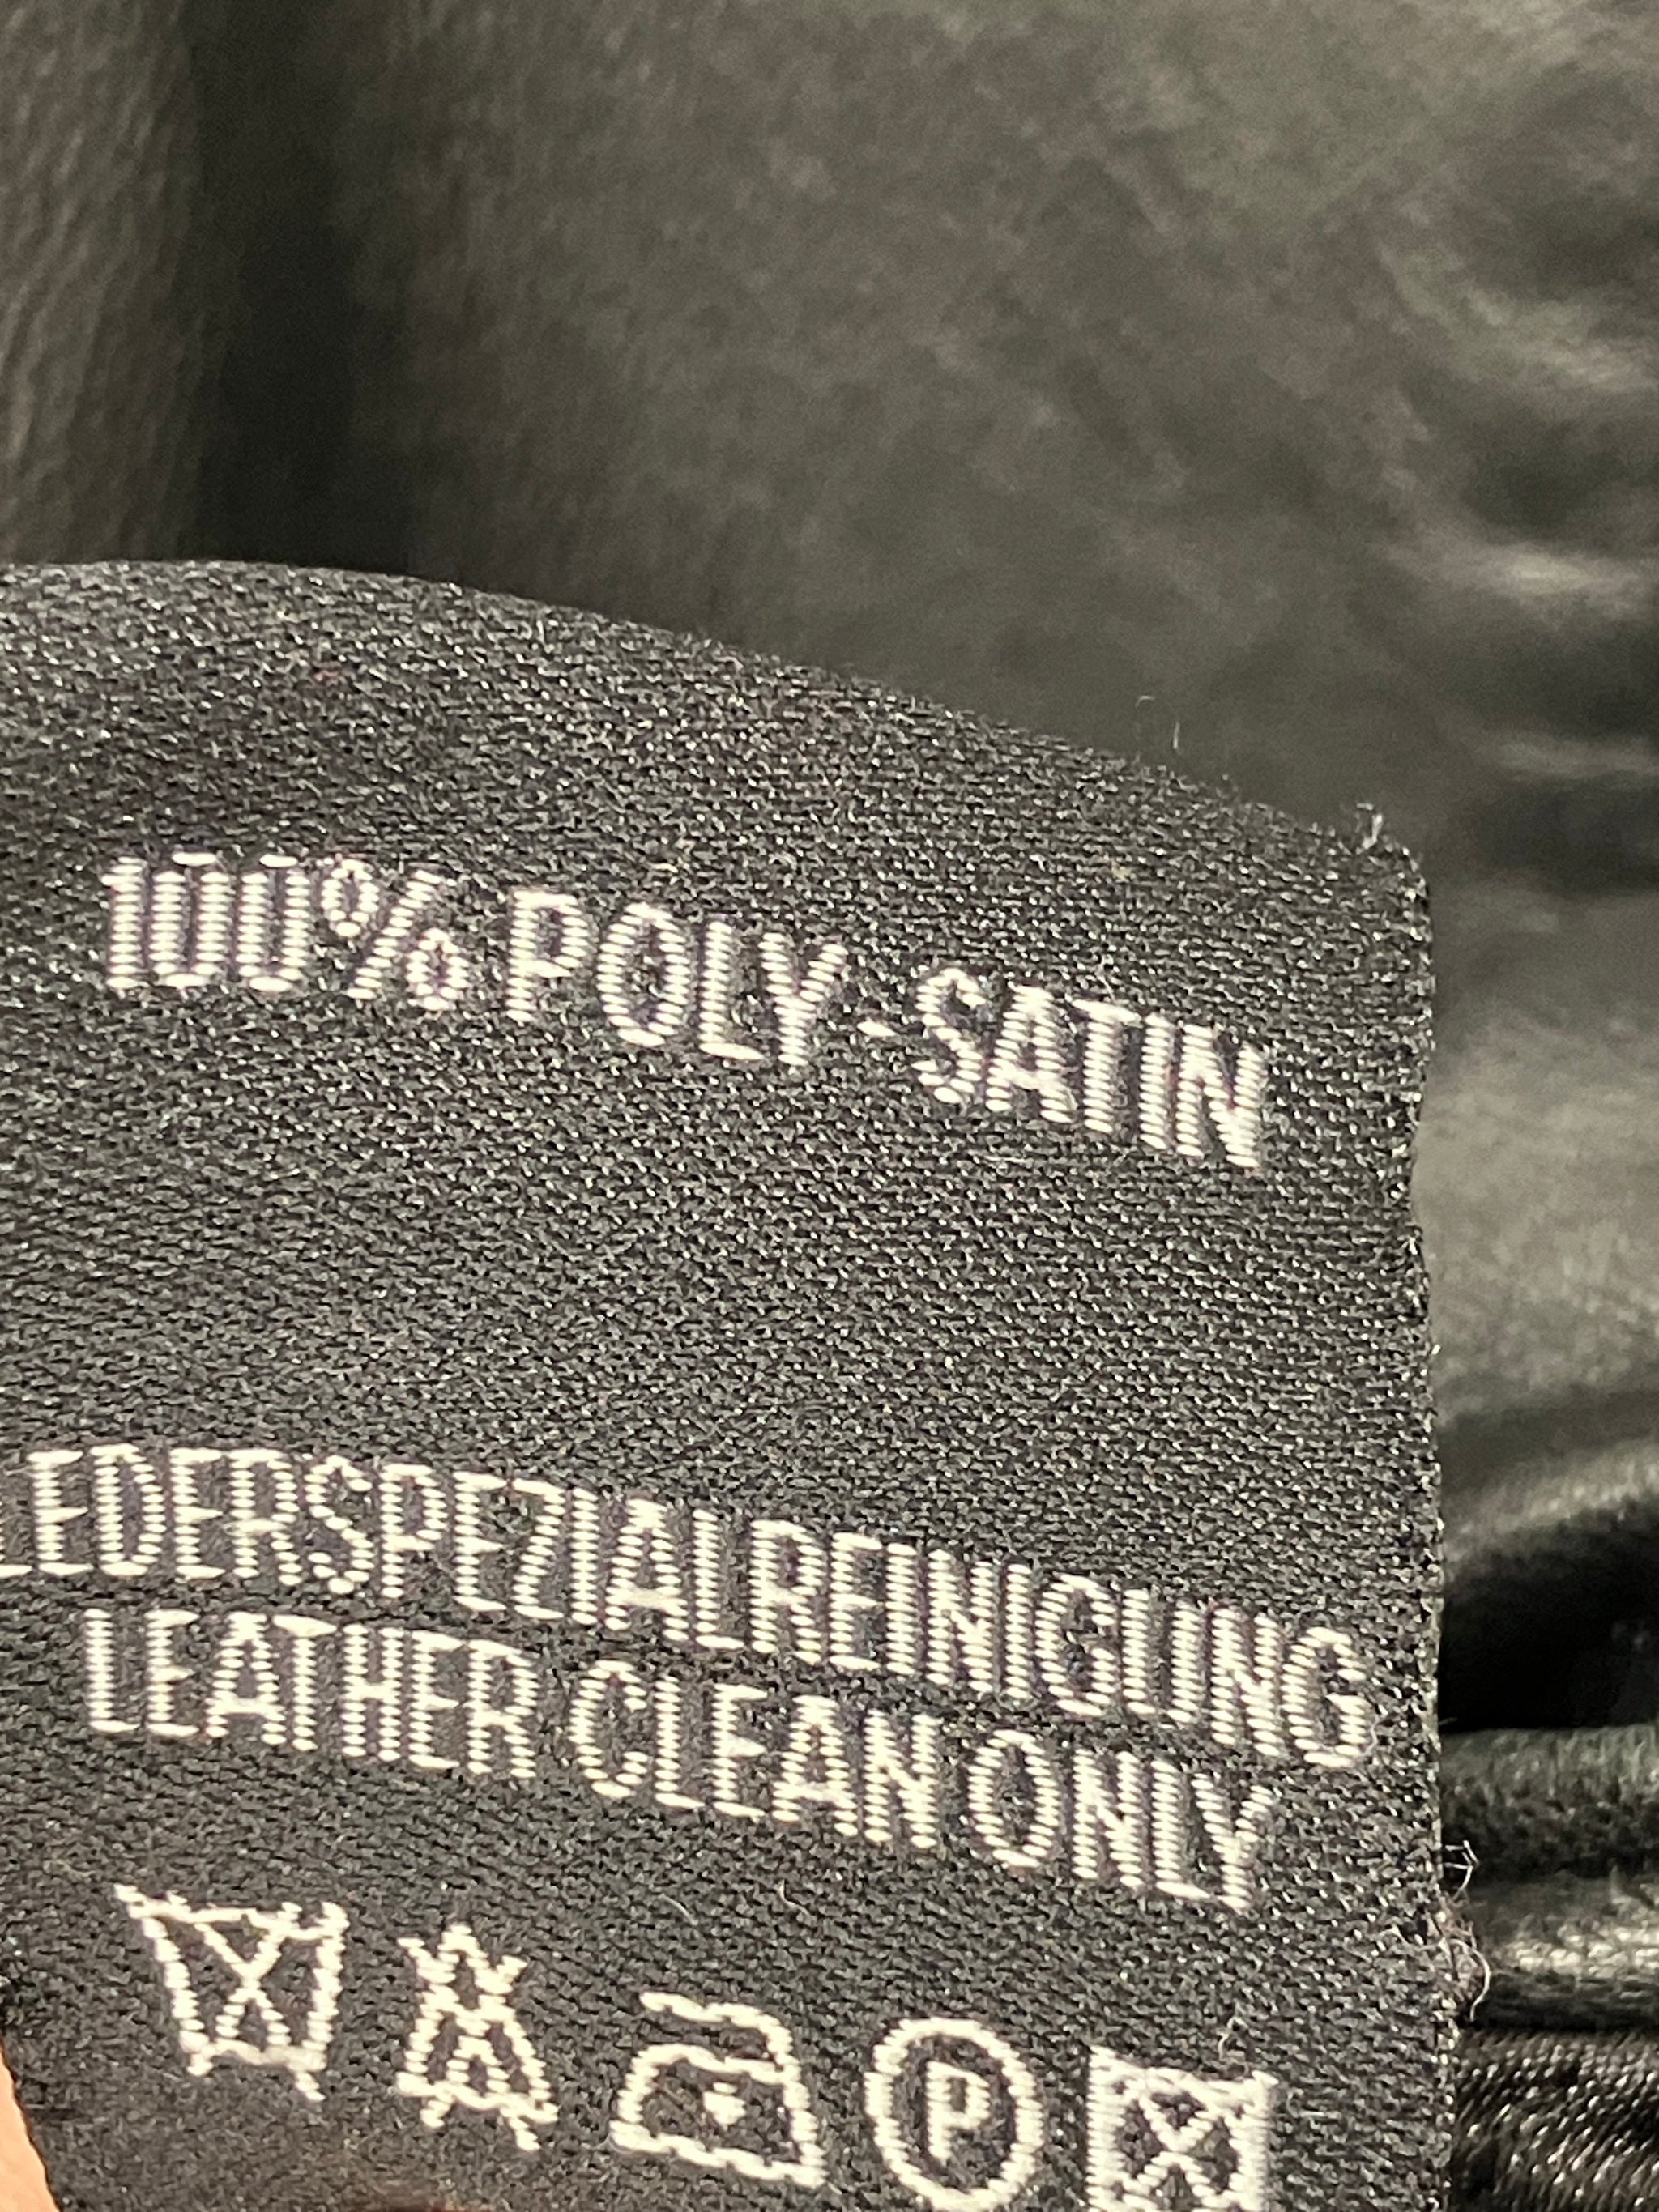 100% POLY-SATIN
LEDERSPEZIALREINIGUNG
LEATHER CLEAN ONLY
P